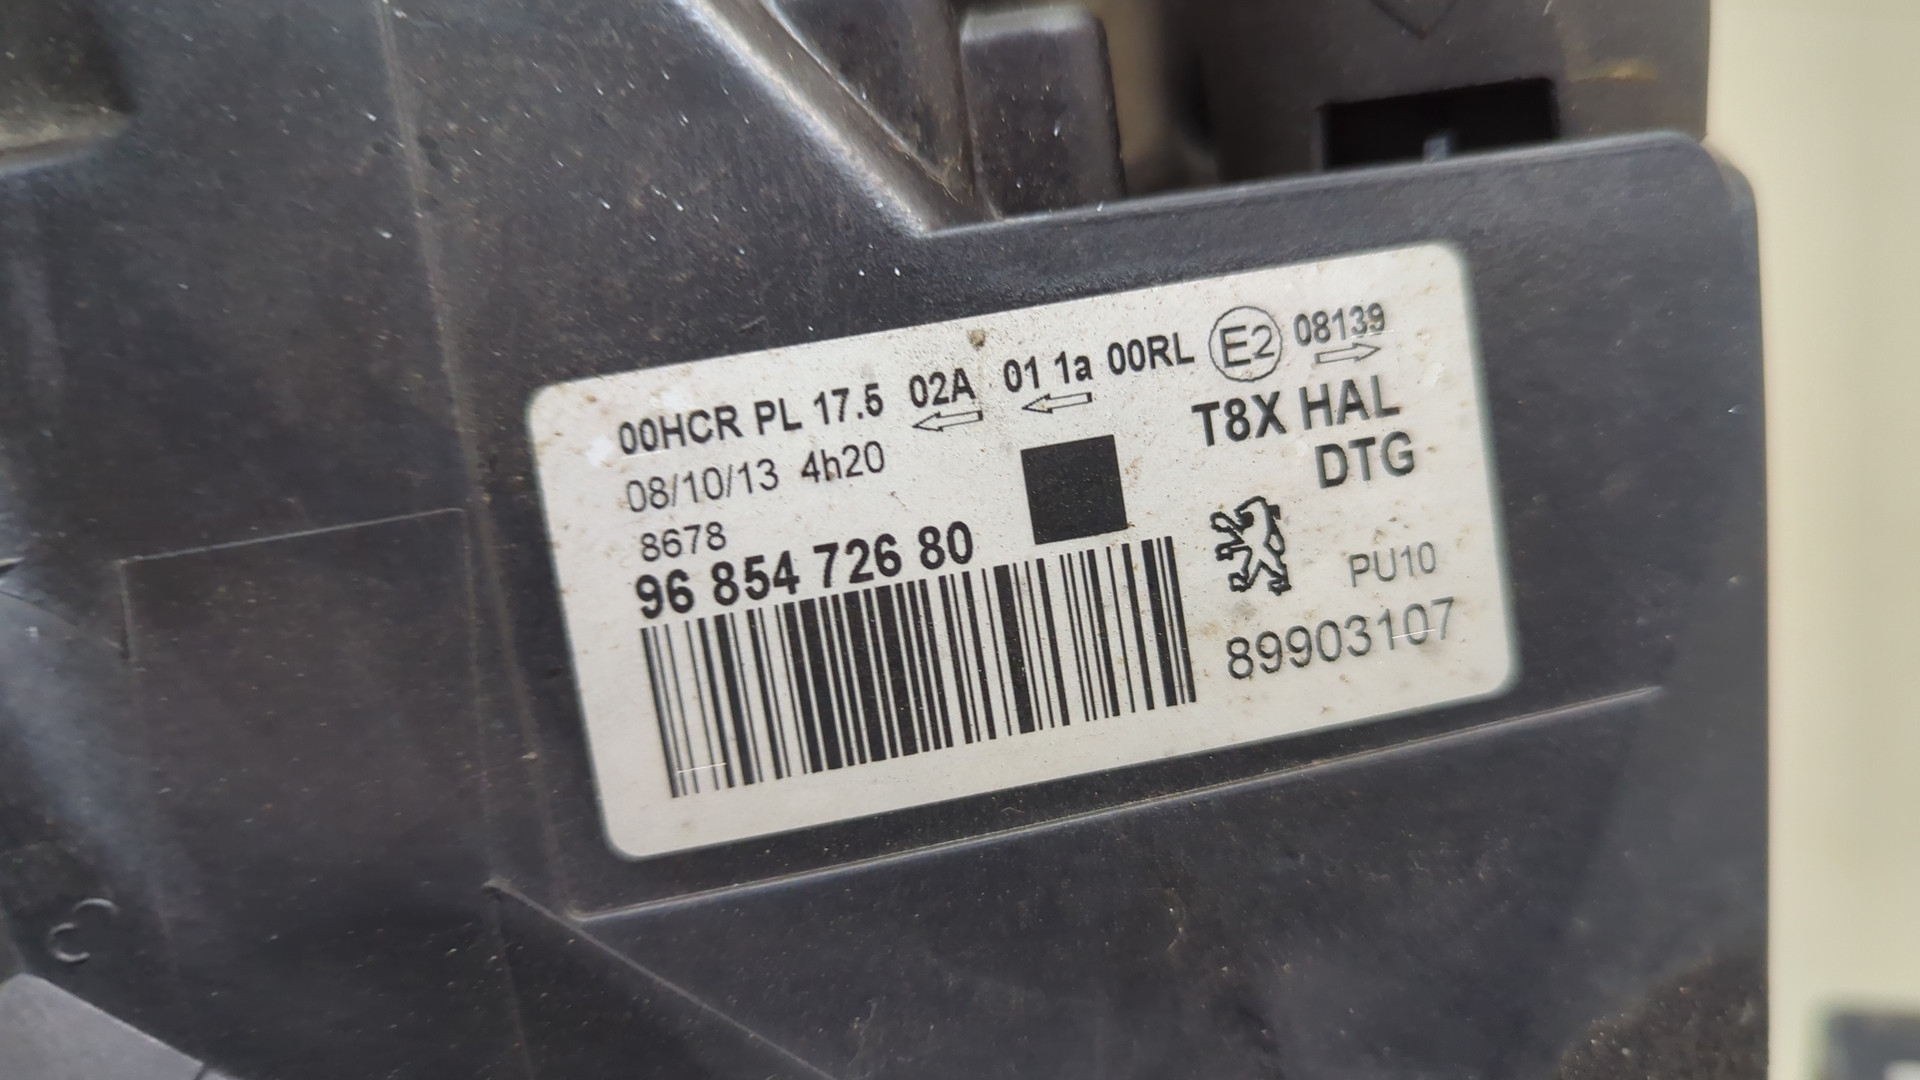 00HCR PL 17.5 02A 01 1a 00RL E2 08139
08/10/13 4h20
T8X HAL
DTG
8678
96 854 726 80
PU10
89903107
C